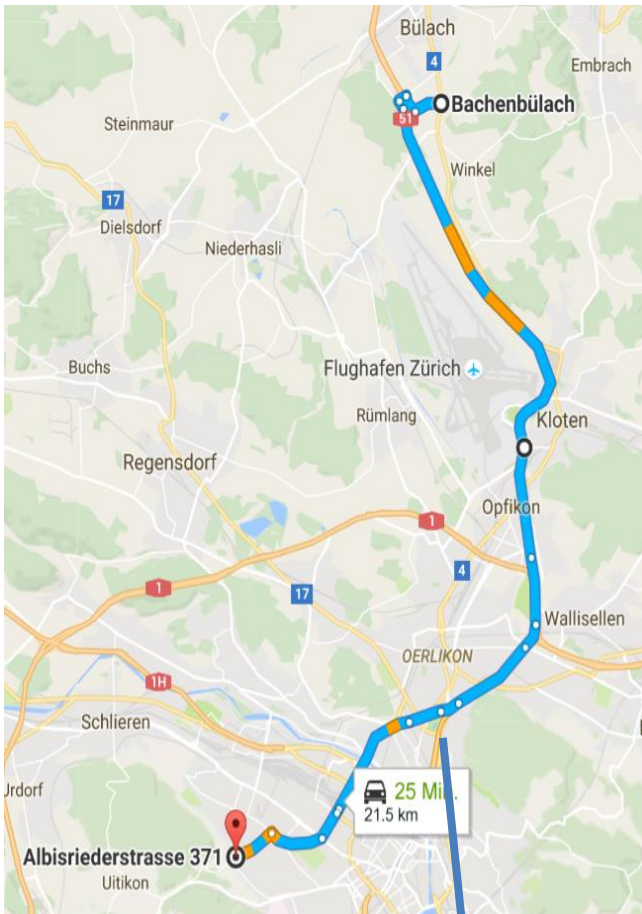 Bülach
4
Embrach
Bachenbülach
51
Steinmaur
Winkel
17
Dielsdorf
Niederhasli
Flughafen Zürich
Buchs
Rümlang
Kloten
Regensdorf
Opfikon
1
4
1
17
Wallisellen
OERLIKON
1H
Schlieren
25 Min.
21.5 km
Albisriederstrasse 371
Uitikon